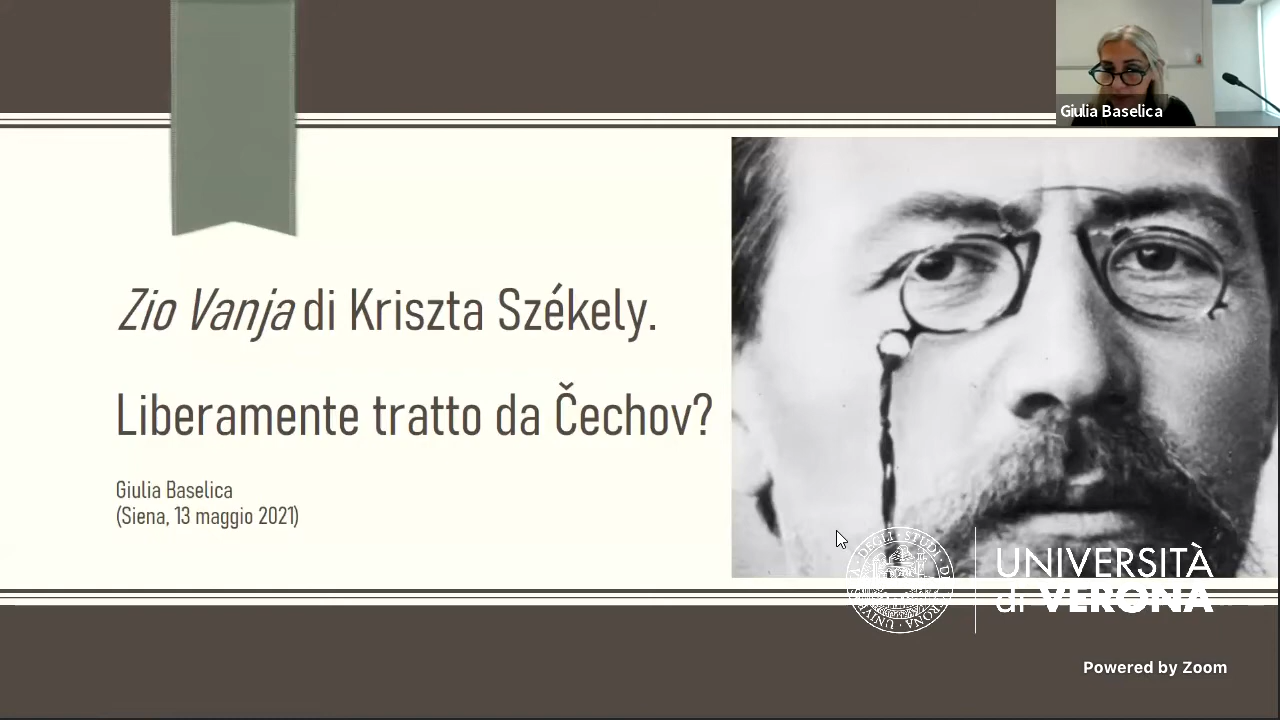 Giulia Baselica
Zio Vanja di Kriszta Székely.
Liberamente tratto da Čechov?
Giulia Baselica
(Siena, 13 maggio 2021)
UNIVERSITÀ
di VERONA
Powered by Zoom